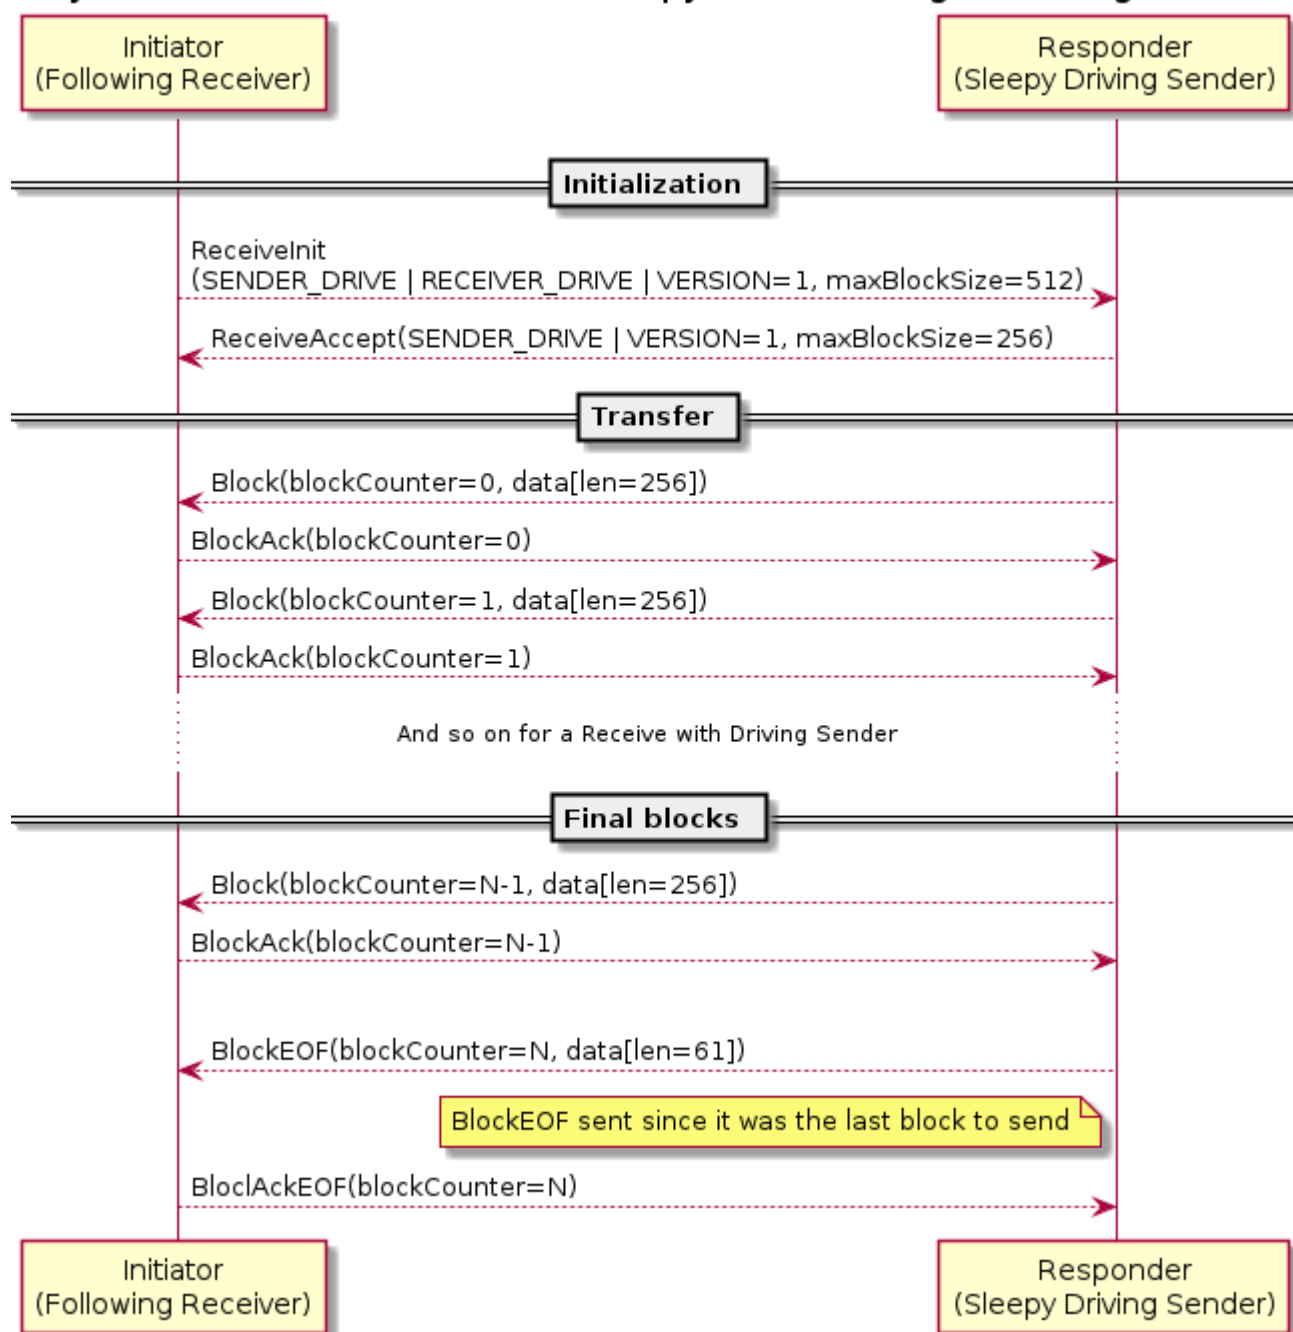 Initiator
(Following Receiver)
Responder
(Sleepy Driving Sender)
Initialization
ReceiveInit
(SENDER_DRIVE | RECEIVER_DRIVE | VERSION=1, maxBlockSize=512)
ReceiveAccept(SENDER_DRIVE | VERSION=1, maxBlockSize=256)
Transfer
Block(blockCounter=0, data[len=256])
BlockAck(blockCounter=0)
Block(blockCounter=1, data[len=256])
BlockAck(blockCounter=1)
And so on for a Receive with Driving Sender
Final blocks
Block(blockCounter=N-1, data[len=256])
BlockAck(blockCounter=N-1)
BlockEOF(blockCounter=N, data[len=61])
BlockEOF sent since it was the last block to send
BloclAckEOF(blockCounter=N)
Initiator
(Following Receiver)
Responder
(Sleepy Driving Sender)